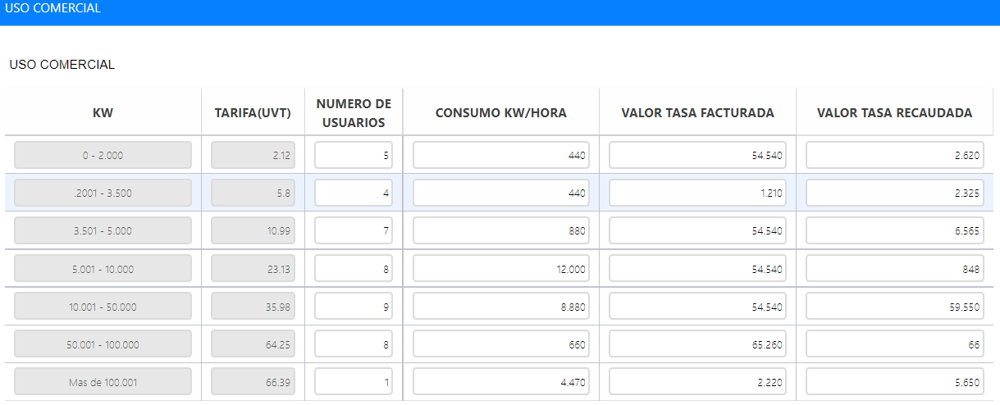 USO COMERCIAL
USO COMERCIAL
KW TARIFA(UVT) NUMERO DE USUARIOS CONSUMO KW/HORA VALOR TASA FACTURADA VALOR TASA RECAUDADA
0 - 2.000 2.12 5 440 54.540 2.620
.2001 - 3.500 5.8 4 440 1.210 2.325
3.501 - 5.000 10.99 7 880 54.540 6.565
5.001 - 10.000 23.13 8 12.000 54.540 848
10.001 - 50.000 35.98 9 8.880 54.540 59.550
50.001 - 100.000 64.25 8 660 65.260 66
Mas de 100.001 66.39 1 4.470 2.220 5.650